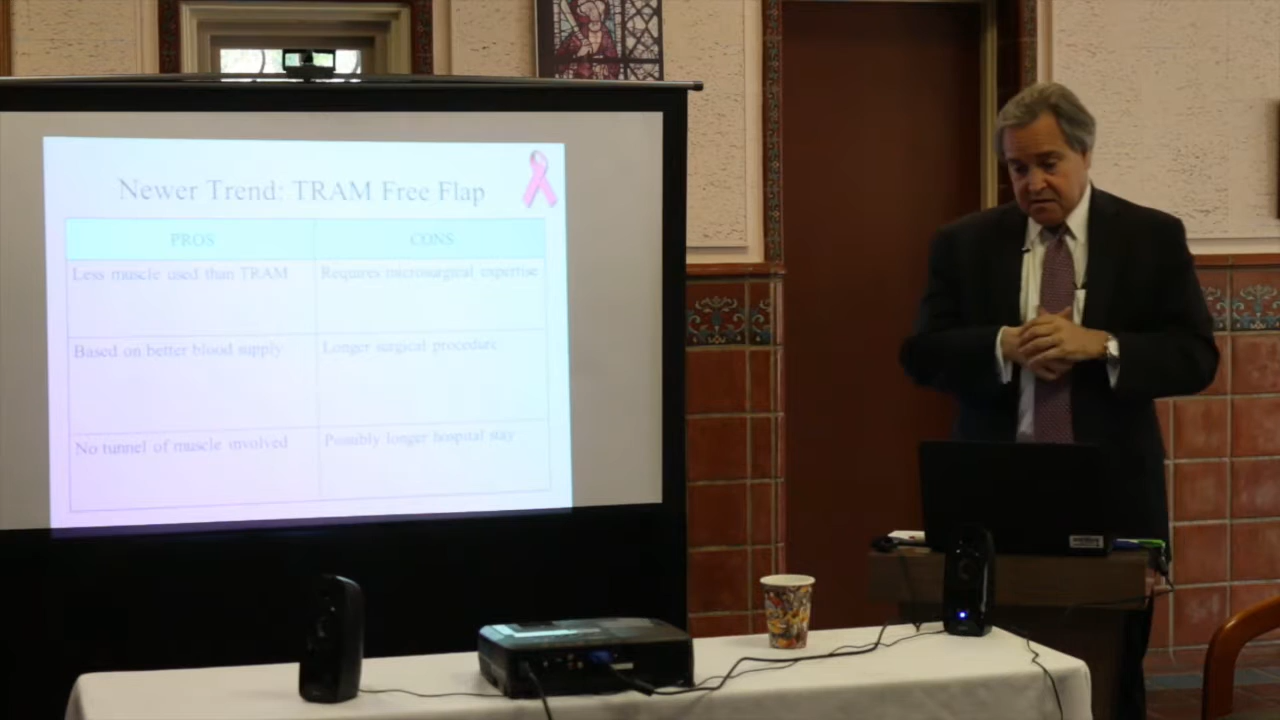 Newer Trend: TRAM Free Flap
PROS
CONS
Less muscle used than TRAM
Requires microsurgical expertise
Based on better blood supply
Longer surgical procedure
No tunnel of muscle involved
Possibly longer hospital stay